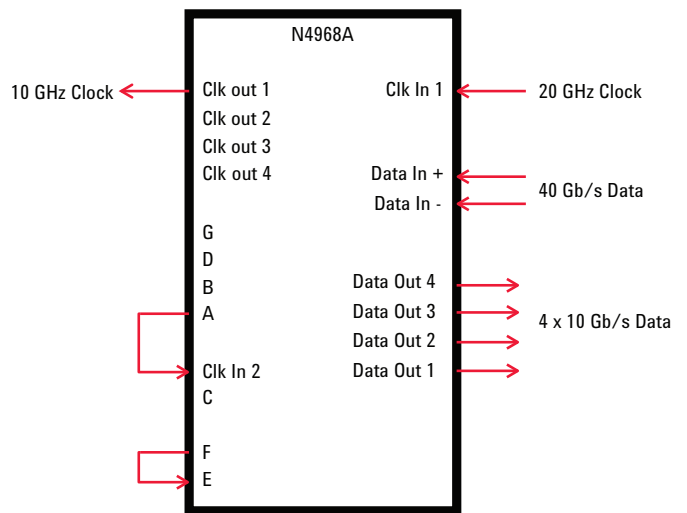 N4968A
10 GHz Clock
Clk out 1
Clk In 1
20 GHz Clock
Clk out 2
Clk out 3
Clk out 4
Data In +
Data In -
40 Gb/s Data
G
D
B
A
Data Out 4
Data Out 3
Data Out 2
Data Out 1
4 x 10 Gb/s Data
Clk In 2
C
F
E